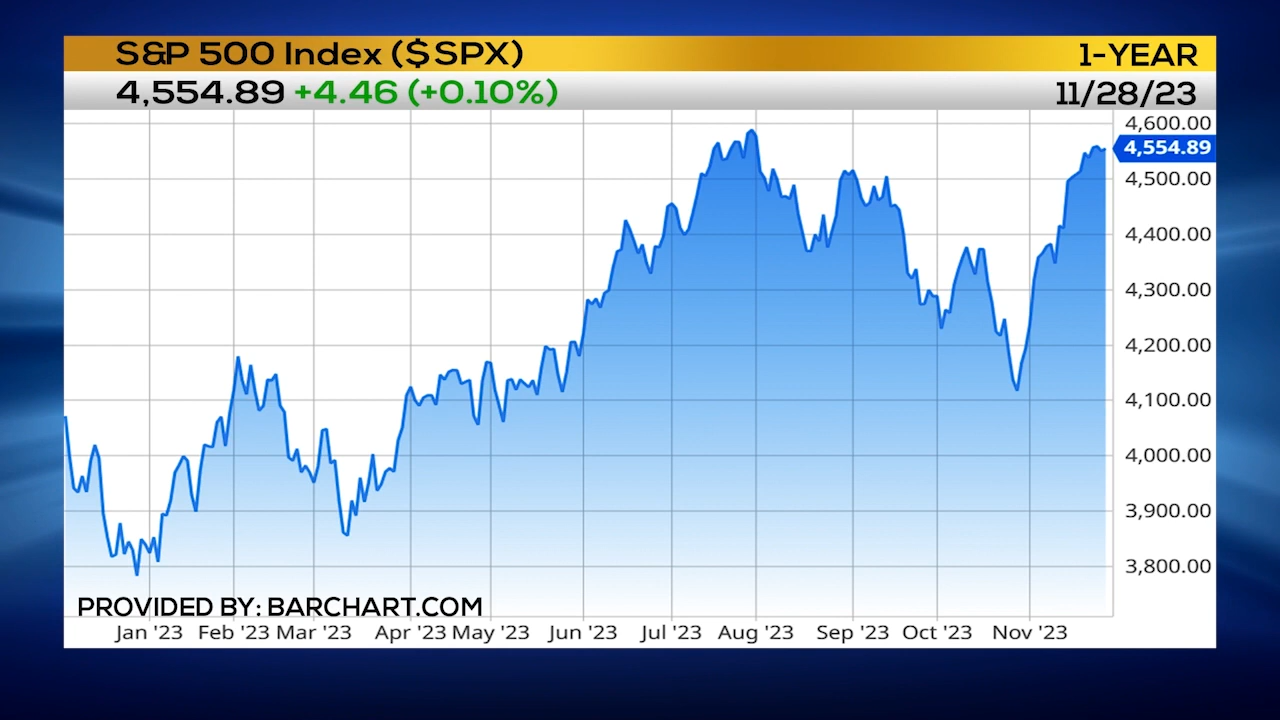 S&P 500 Index ($SPX) 1-YEAR
4,554.89 +4.46 (+0.10%) 11/28/23
4,600.00
4,554.89
4,500.00
4,400.00
4,300.00
4,200.00
4,100.00
4,000.00
3,900.00
3,800.00
PROVIDED BY: BARCHART.COM
Jan '23 Feb '23 Mar '23 Apr '23 May '23 Jun '23 Jul '23 Aug '23 Sep '23 Oct '23 Nov '23